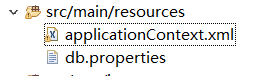 src/main/resources
applicationContext.xml
db.properties